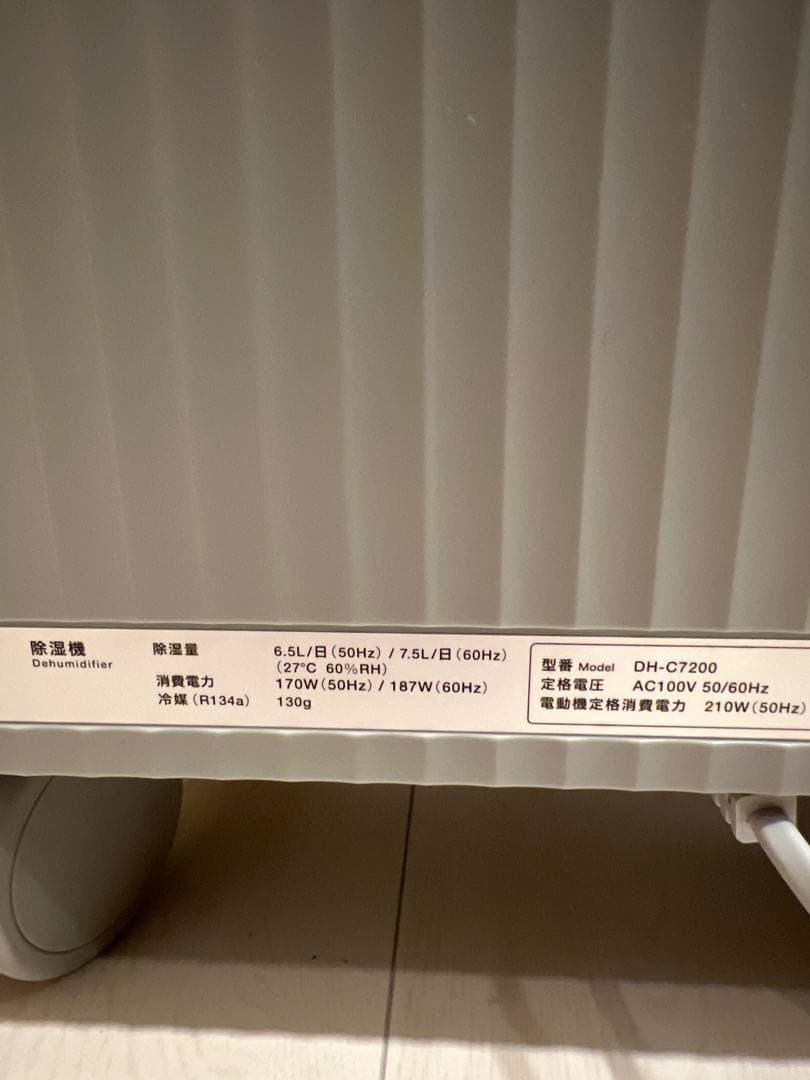 除湿機
Dehumidifier
除湿量 6.5L/日(50Hz) / 7.5L/日(60Hz)
(27℃ 60%RH)
消費電力 170W(50Hz) / 187W(60Hz)
冷媒(R134a) 130g
型番 Model DH-C7200
定格電圧 AC100V 50/60Hz
電動機定格消費電力 210W(50Hz)